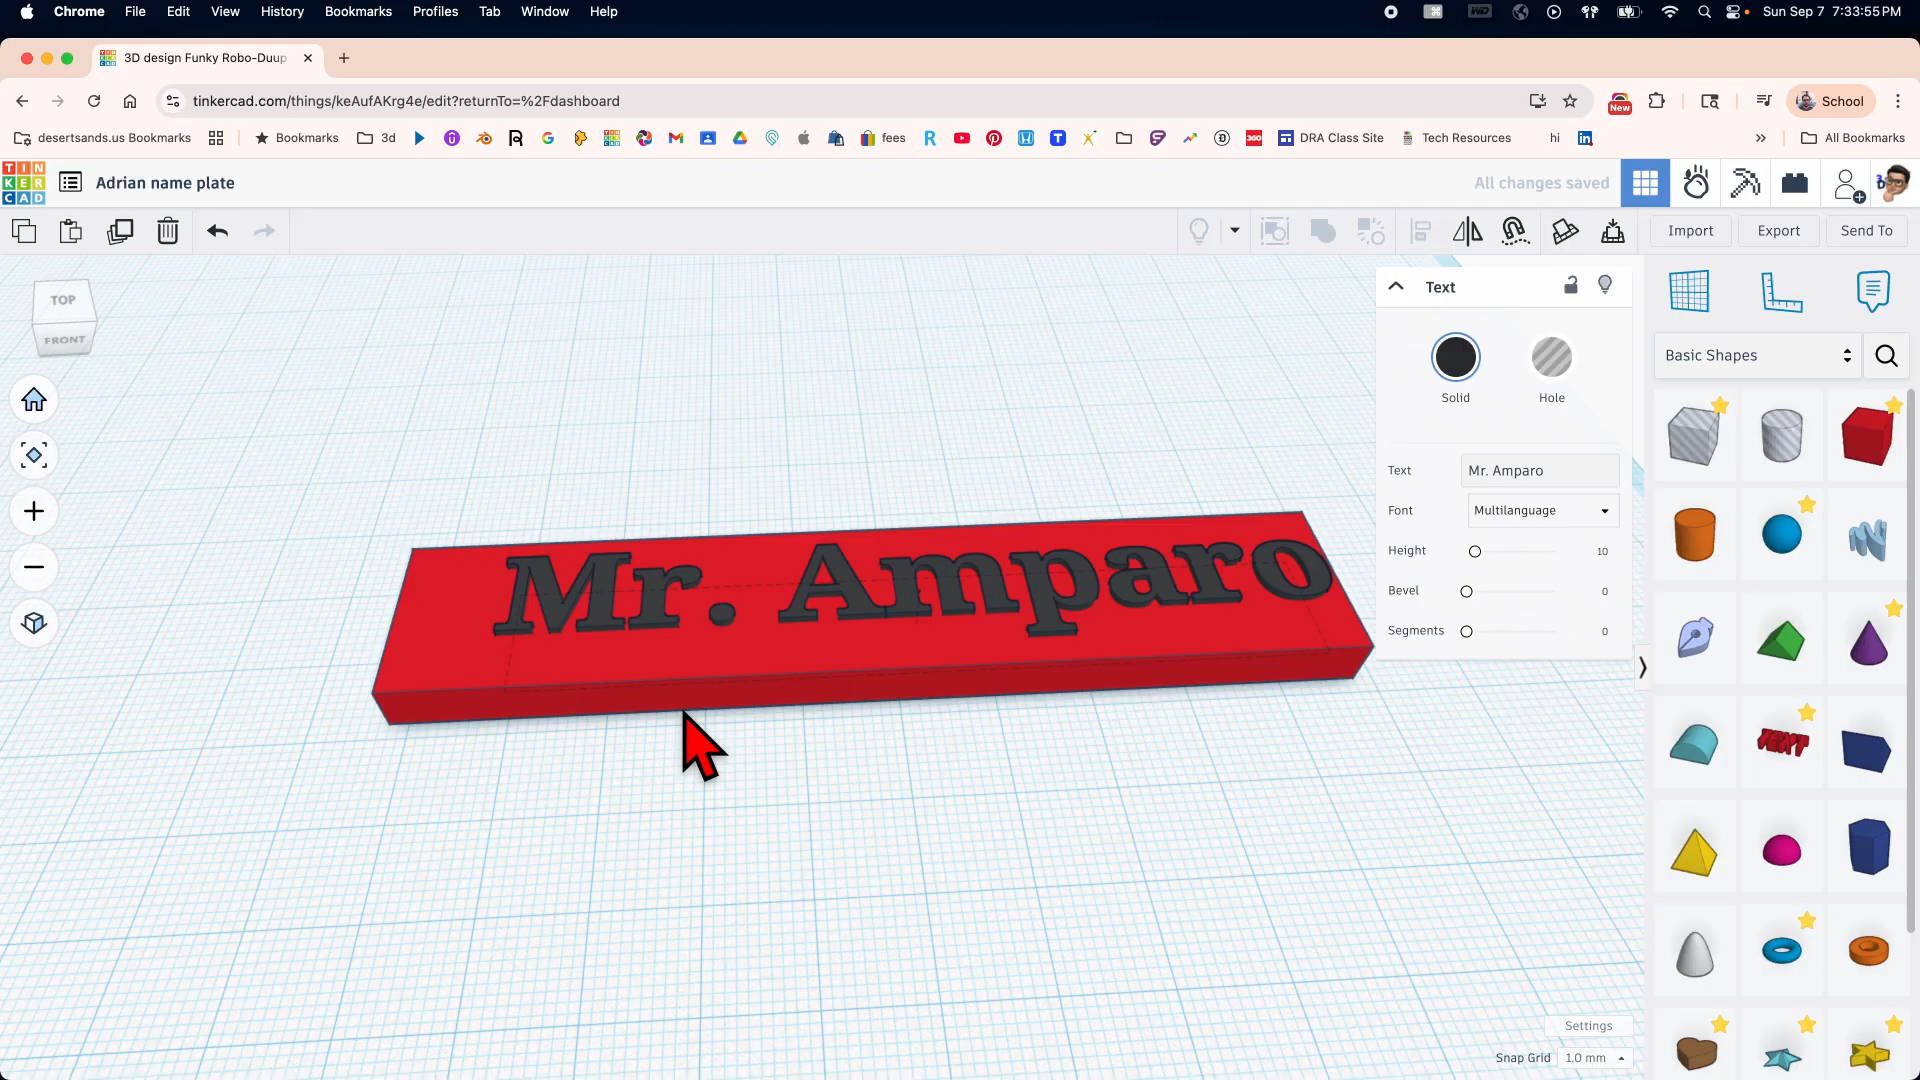 Chrome File Edit View History Bookmarks Profiles Tab Window Help Sun Sep 7 7:33:55 PM
3D design Funky Robo-Duup
tinkercad.com/things/keAufAKrg4e/edit?returnTo=%2Fdashboard
New
School
desertsands.us Bookmarks Bookmarks 3d fees DRA Class Site Tech Resources hi All Bookmarks
TINKERCAD
Adrian name plate
All changes saved
Import Export Send To
TOP
FRONT
Text
Solid Hole
Text Mr. Amparo
Font Multilanguage
Height 10
Bevel 0
Segments 0
Basic Shapes
TEXT
Mr. Amparo
Settings
Snap Grid 1.0 mm